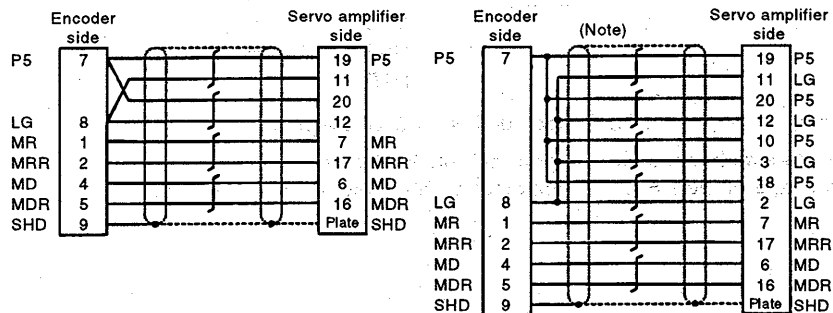 Encoder side
Servo amplifier side
P5 7 19 P5
11
20
LG 8 12
MR 1 7 MR
MRR 2 17 MRR
MD 4 6 MD
MDR 5 16 MDR
SHD 9 Plate
Encoder side
(Note)
Servo amplifier side
P5 7 19 P5
11 LG
20 P5
12 LG
10 P5
3 LG
18 P5
LG 8 2 LG
MR 1 7 MR
MRR 2 17 MRR
MD 4 6 MD
MDR 5 16 MDR
SHD 9 Plate SHD